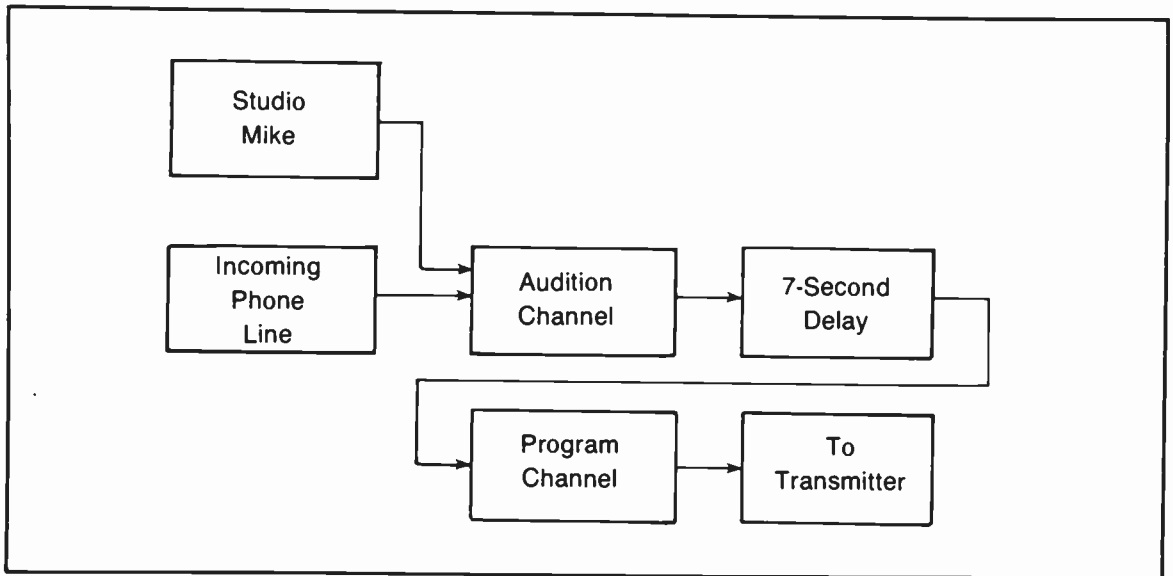 Studio
Mike
Incoming
Phone
Line
Audition
Channel
7-Second
Delay
Program
Channel
To
Transmitter